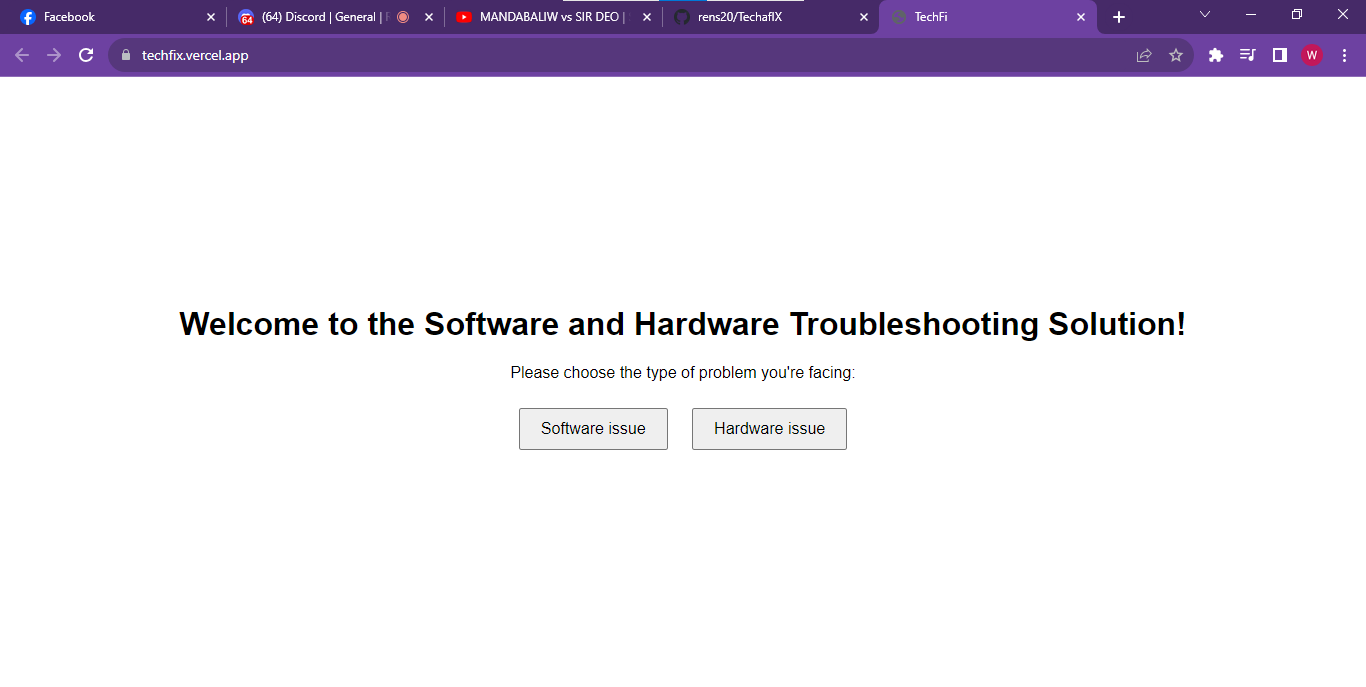 Facebook
64
(64) Discord | General |
MANDABALIW vs SIR DEO |
rens20/TechafIX
TechFi
techfix.vercel.app
W
Welcome to the Software and Hardware Troubleshooting Solution!
Please choose the type of problem you're facing:
Software issue
Hardware issue